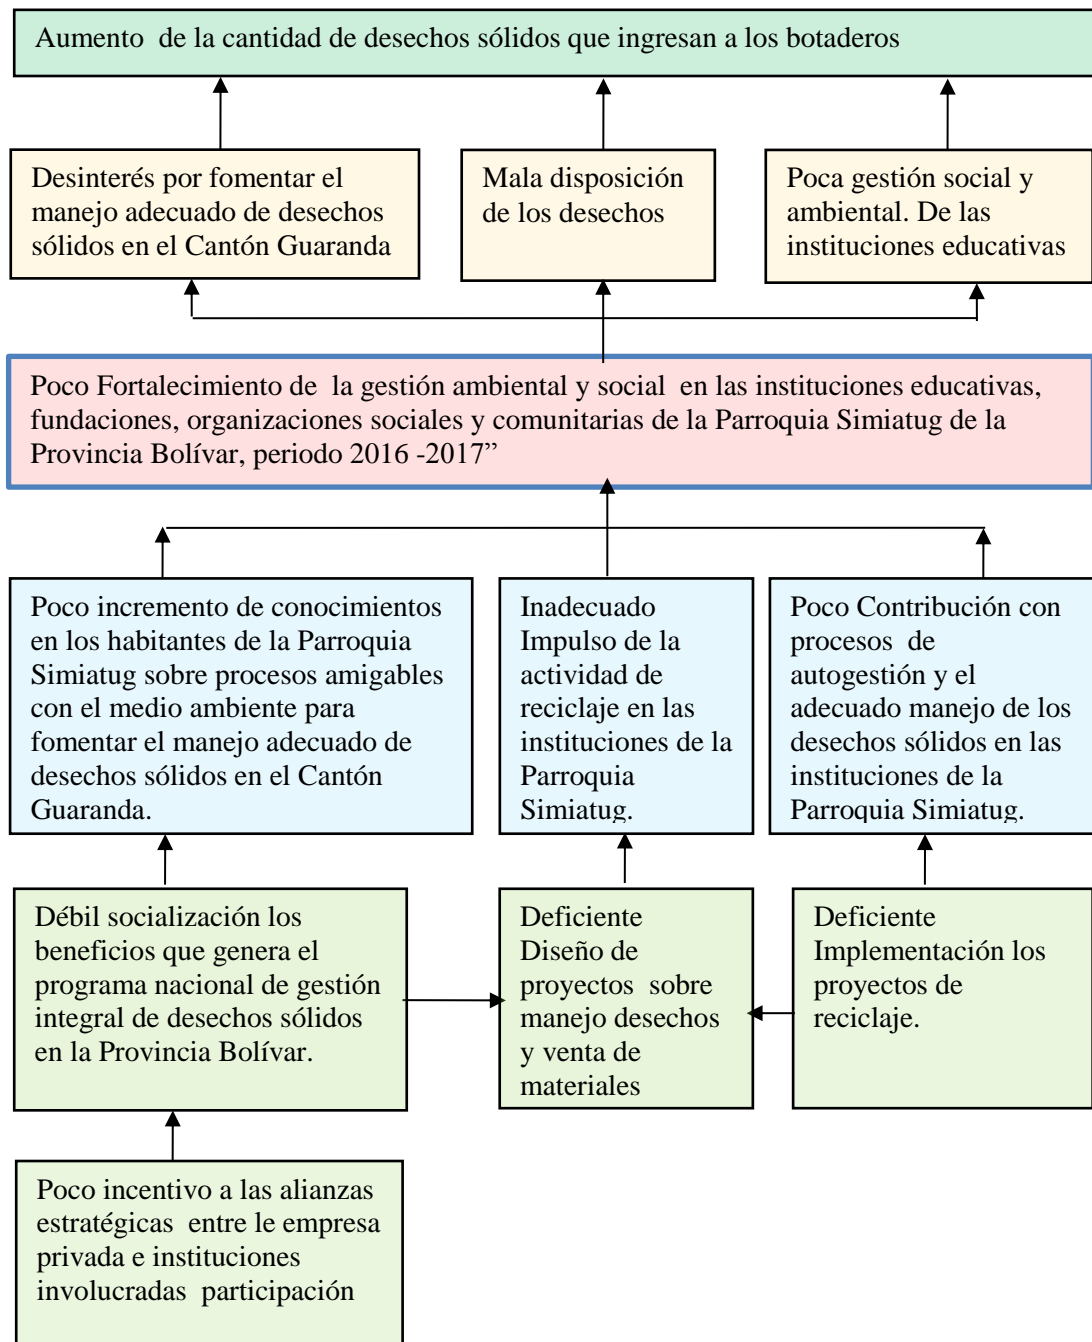 Aumento de la cantidad de desechos sólidos que ingresan a los botaderos
Desinterés por fomentar el
manejo adecuado de desechos
sólidos en el Cantón Guaranda
Mala disposición
de los desechos
Poca gestión social y
ambiental. De las
instituciones educativas
Poco Fortalecimiento de la gestión ambiental y social en las instituciones educativas,
fundaciones, organizaciones sociales y comunitarias de la Parroquia Simiatug de la
Provincia Bolívar, periodo 2016 -2017”
Poco incremento de conocimientos
en los habitantes de la Parroquia
Simiatug sobre procesos amigables
con el medio ambiente para
fomentar el manejo adecuado de
desechos sólidos en el Cantón
Guaranda.
Inadecuado
Impulso de la
actividad de
reciclaje en las
instituciones de la
Parroquia
Simiatug.
Poco Contribución con
procesos de
autogestión y el
adecuado manejo de los
desechos sólidos en las
instituciones de la
Parroquia Simiatug.
Débil socialización los
beneficios que genera el
programa nacional de gestión
integral de desechos sólidos
en la Provincia Bolívar.
Deficiente
Diseño de
proyectos sobre
manejo desechos
y venta de
materiales
Deficiente
Implementación los
proyectos de
reciclaje.
Poco incentivo a las alianzas
estratégicas entre le empresa
privada e instituciones
involucradas participación